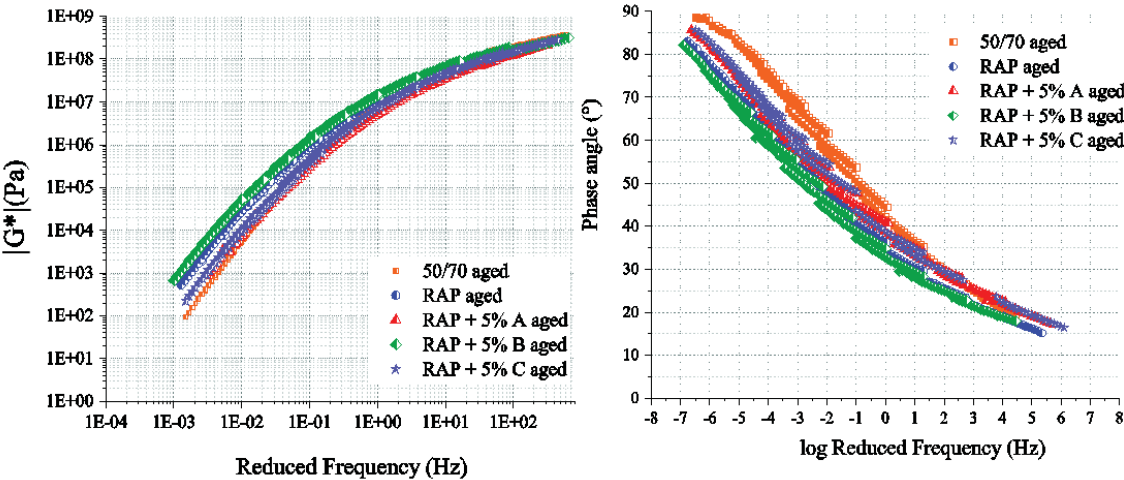 1E+09
1E+08
1E+07
1E+06
1E+05
1E+04
1E+03
1E+02
1E+01
1E+00
|G*|(Pa)
50/70 aged
RAP aged
RAP + 5% A aged
RAP + 5% B aged
RAP + 5% C aged
1E-04 1E-03 1E-02 1E-01 1E+00 1E+01 1E+02
Reduced Frequency (Hz)
90
80
70
60
50
40
30
20
10
0
Phase angle (°)
50/70 aged
RAP aged
RAP + 5% A aged
RAP + 5% B aged
RAP + 5% C aged
-8 -7 -6 -5 -4 -3 -2 -1 0 1 2 3 4 5 6 7 8
log Reduced Frequency (Hz)